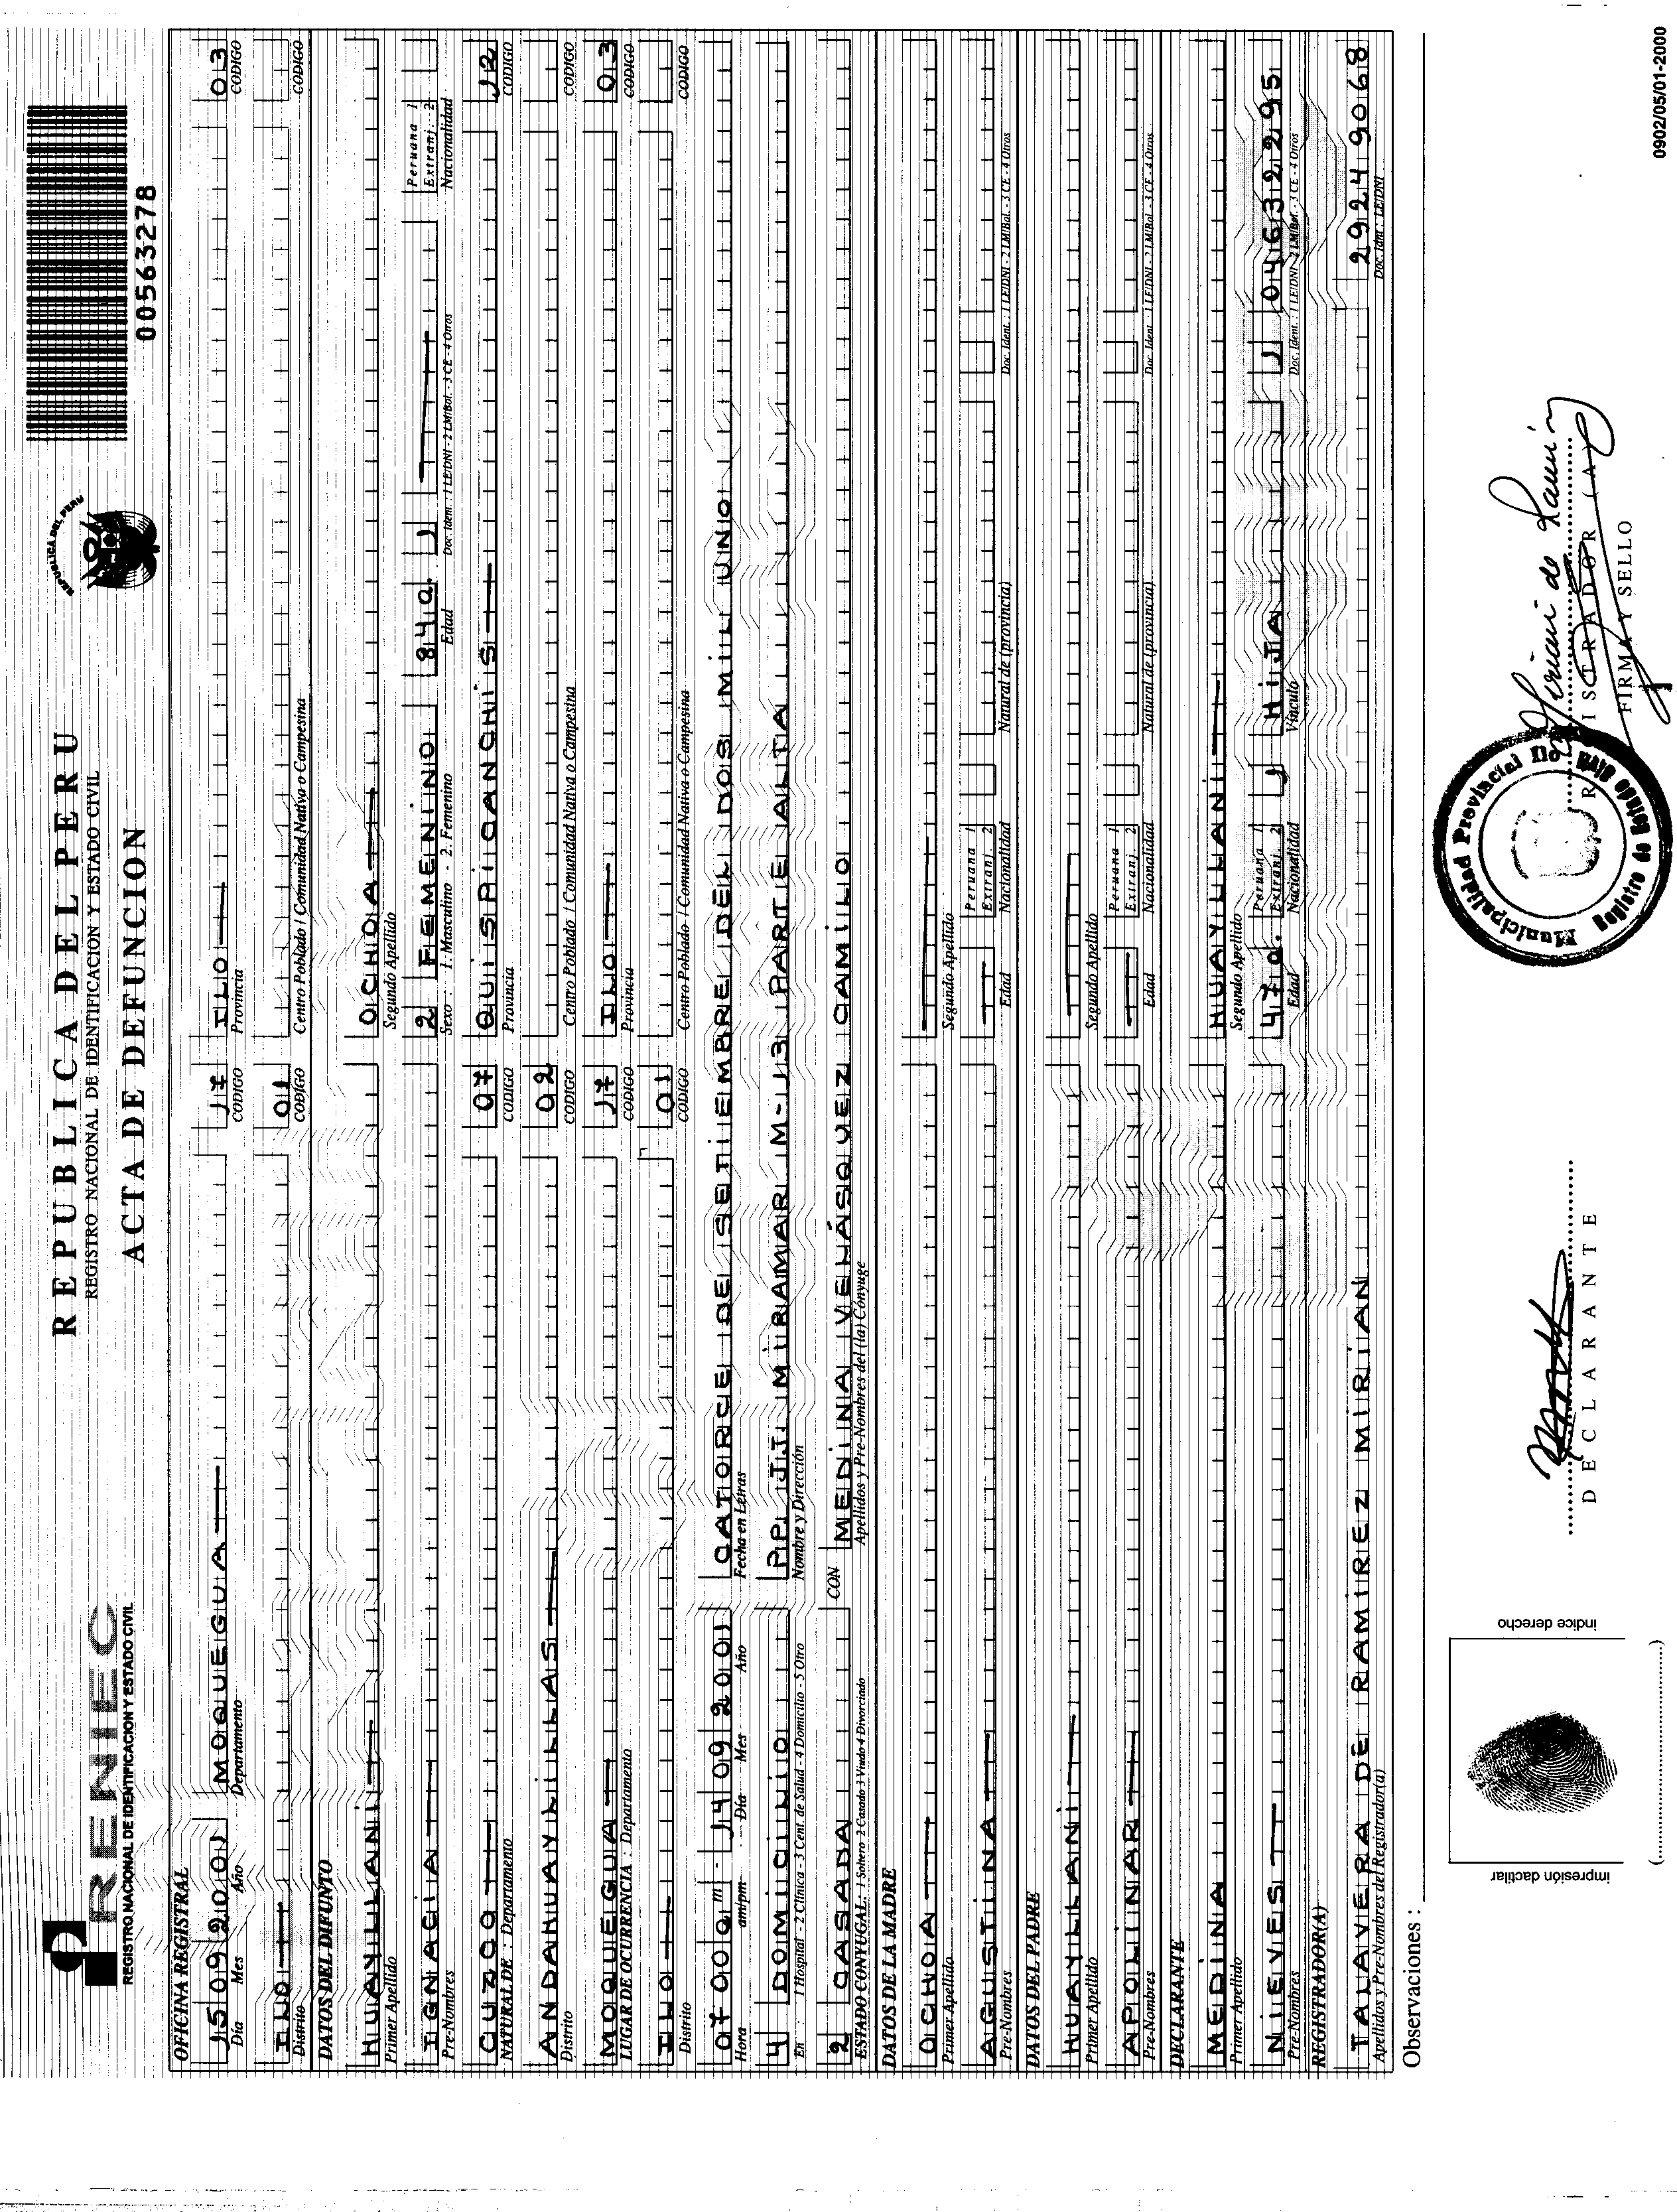 REPUBLICA DEL PERU
REGISTRO NACIONAL DE IDENTIFICACION Y ESTADO CIVIL
ACTA DE DEFUNCION
RENIEC
REGISTRO NACIONAL DE IDENTIFICACION Y ESTADO CIVIL
REPUBLICA DEL PERU
00563278
OFICINA REGISTRAL
15 09 2001 MOQUEGUA 17 ILO 03
Día Mes Año Departamento CODIGO Provincia CODIGO
ILO 01
Distrito CODIGO Centro Poblado / Comunidad Nativa o Campesina CODIGO
DATOS DEL DIFUNTO
HUAYLLANI OCHOA
Primer Apellido Segundo Apellido
IGNACIA 2 FEMENINO 84a. 1 Peruana 1 Extranj. 2
Pre-Nombres Sexo : 1. Masculino - 2. Femenino Edad Doc. Ident. : 1 LE/DNI - 2 LM/Bol. - 3 CE - 4 Otros Nacionalidad
CUZCO 07 QUISPICANCHIS 12
NATURAL DE : Departamento CODIGO Provincia CODIGO
ANDAHUAYLILLAS 02
Distrito CODIGO Centro Poblado / Comunidad Nativa o Campesina CODIGO
MOQUEGUA 17 ILO 03
LUGAR DE OCURRENCIA : Departamento CODIGO Provincia CODIGO
ILO 01
Distrito CODIGO Centro Poblado / Comunidad Nativa o Campesina CODIGO
07 00 am - 14 09 2001 CATORCE DE SETIEMBRE DEL DOS MIL UNO
Hora am/pm Día Mes Año Fecha en Letras
4 DOMICILIO P.P. J.J. MIRAMAR M-13 PARTE ALTA
En : 1 Hospital - 2 Clínica - 3 Cent. de Salud - 4 Domicilio - 5 Otro Nombre y Dirección
2 CASADA CON MEDINA VELÁSQUEZ CAMILO
ESTADO CONYUGAL: 1 Soltero 2 Casado 3 Viudo 4 Divorciado Apellidos y Pre-Nombres del (la) Cónyuge
DATOS DE LA MADRE
OCHOA
Primer Apellido Segundo Apellido
AGUSTINA Peruana 1 Extranj. 2
Pre-Nombres Edad Nacionalidad Natural de (provincia) Doc. Ident. : 1 LE/DNI - 2 LM/Bol. - 3 CE - 4 Otros
DATOS DEL PADRE
HUAYLLANI
Primer Apellido Segundo Apellido
APOLINAR Peruana 1 Extranj. 2
Pre-Nombres Edad Nacionalidad Natural de (provincia) Doc. Ident. : 1 LE/DNI - 2 LM/Bol. - 3 CE - 4 Otros
DECLARANTE
MEDINA HUAYLLANI
Primer Apellido Segundo Apellido
NIEVES 47a. Peruana 1 Extranj. 2 1 HIJA 1 04632295
Pre-Nombres Edad Nacionalidad Vínculo Doc. Ident. : 1 LE/DNI - 2 LM/Bol. - 3 CE - 4 Otros
REGISTRADOR(A)
TALAVERA DE RAMIREZ MIRIAN 29249068
Apellidos y Pre-Nombres del Registrador(a) Doc. Idnt : LE/DNI
Observaciones :
impresión dactilar
índice derecho
DECLARANTE
Municipalidad Provincial Ilo
REGISTRADOR (A)
FIRMA Y SELLO
0902/05/01-2000